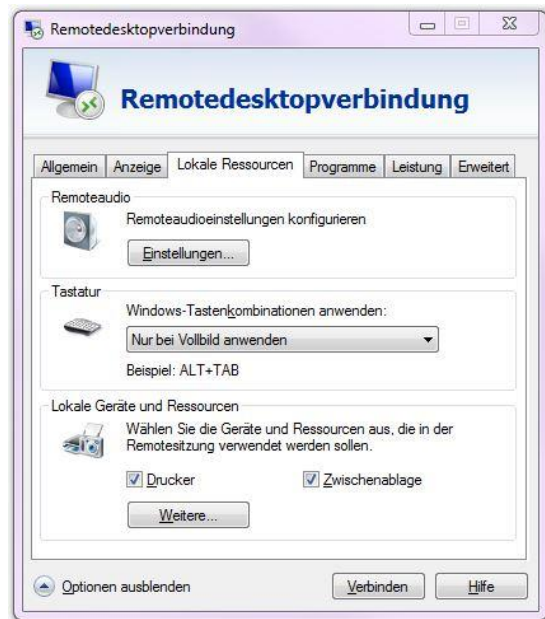 Remotedesktopverbindung
Remotedesktopverbindung
Allgemein Anzeige Lokale Ressourcen Programme Leistung Erweitert
Remoteaudio
Remoteaudioeinstellungen konfigurieren
Einstellungen...
Tastatur
Windows-Tastenkombinationen anwenden:
Nur bei Vollbild anwenden
Beispiel: ALT+TAB
Lokale Geräte und Ressourcen
Wählen Sie die Geräte und Ressourcen aus, die in der
Remotesitzung verwendet werden sollen.
Drucker Zwischenablage
Weitere...
Optionen ausblenden Verbinden Hilfe